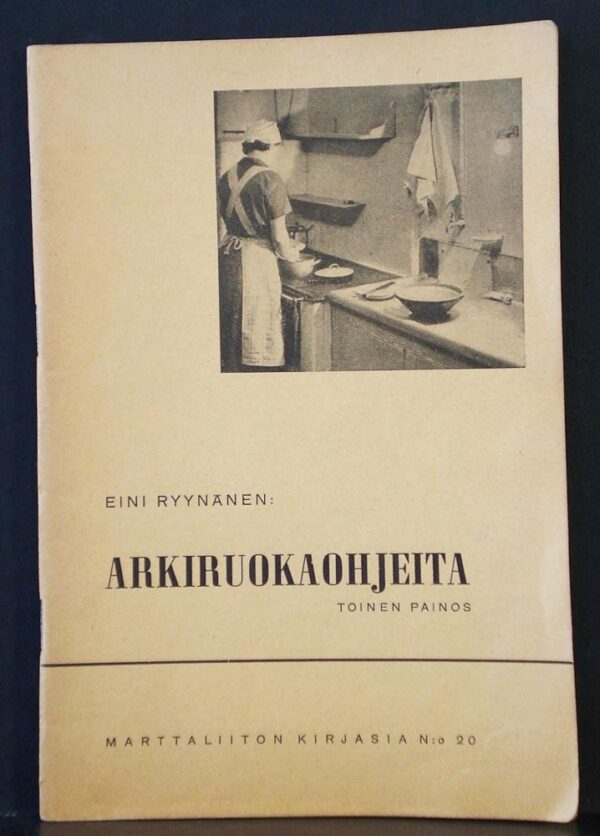 EINI RYYNÄNEN:
ARKIRUOKAOHJEITA
TOINEN PAINOS
MARTTALIITON KIRJASIA N:o 20